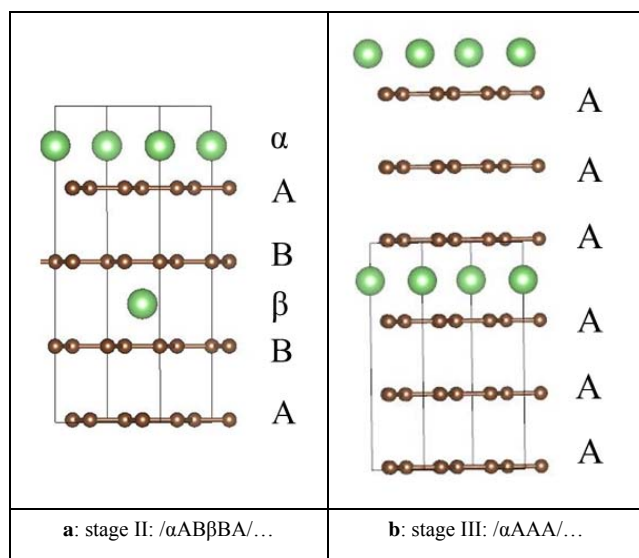 α
A
B
β
B
A
A
A
A
A
A
A
a: stage II: /αABβBA/…
b: stage III: /αAAA/…